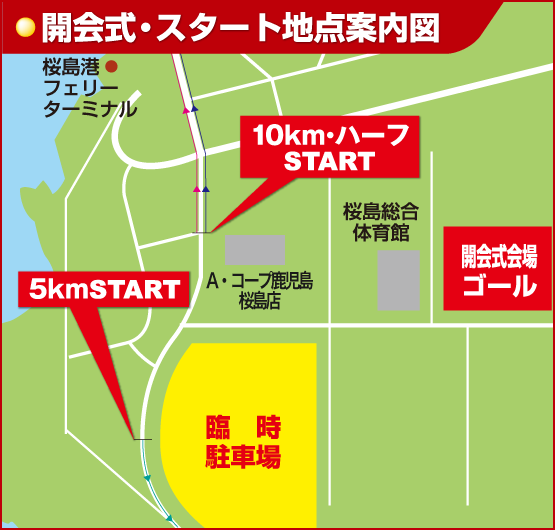 開会式・スタート地点案内図
桜島港
フェリー
ターミナル
10km・ハーフ
START
桜島総合
体育館
開会式会場
ゴール
A・コープ鹿児島
桜島店
5kmSTART
臨　時
駐車場